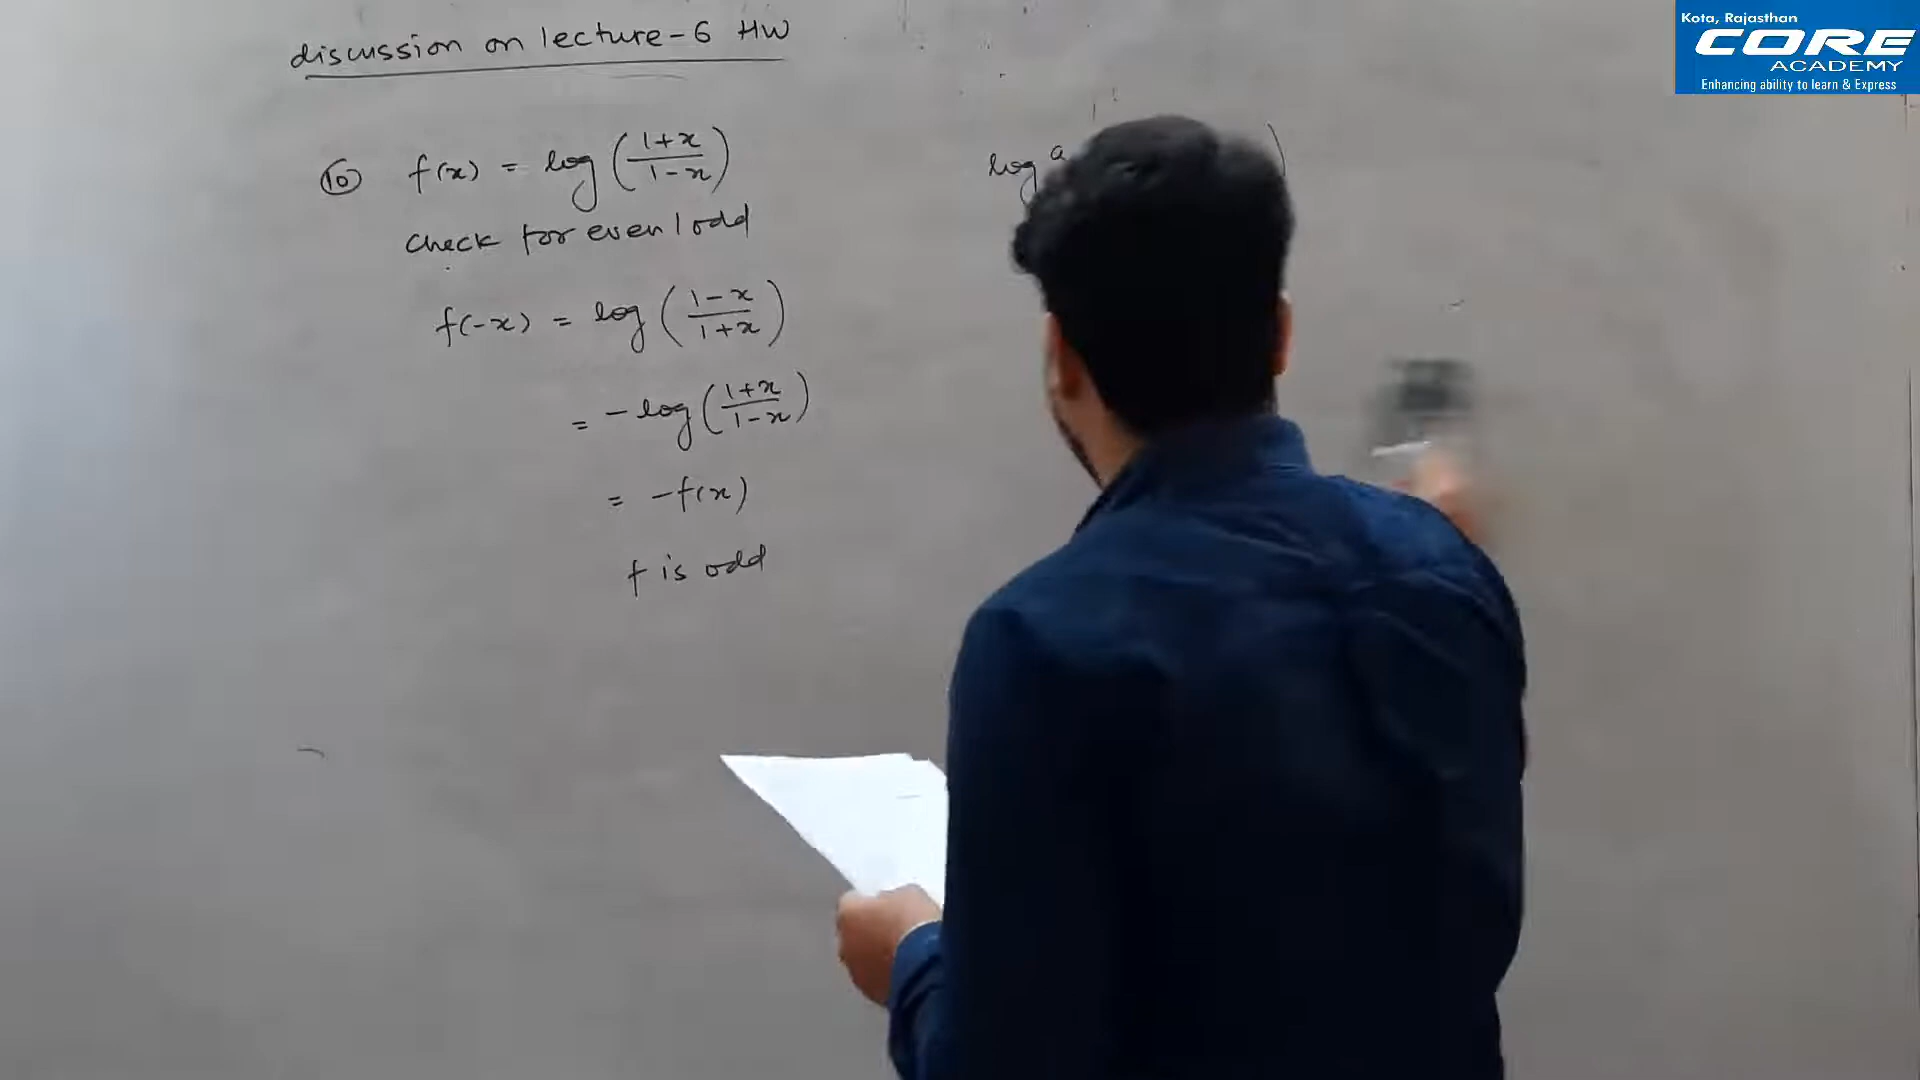 discussion on lecture-6 HW
⑩ f(x) = log((1+x)/(1-x))
check for even/odd
f(-x) = log((1-x)/(1+x))
= -log((1+x)/(1-x))
= -f(x)
f is odd
log a )
Kota, Rajasthan
CORE
ACADEMY
Enhancing ability to learn & Express